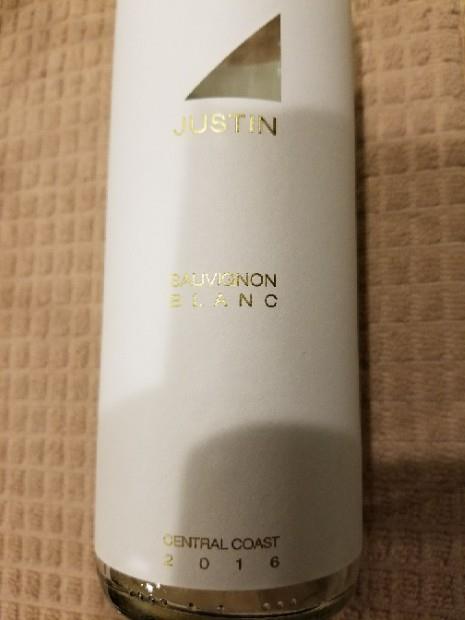 JUSTIN
SAUVIGNON
BLANC
CENTRAL COAST
2016